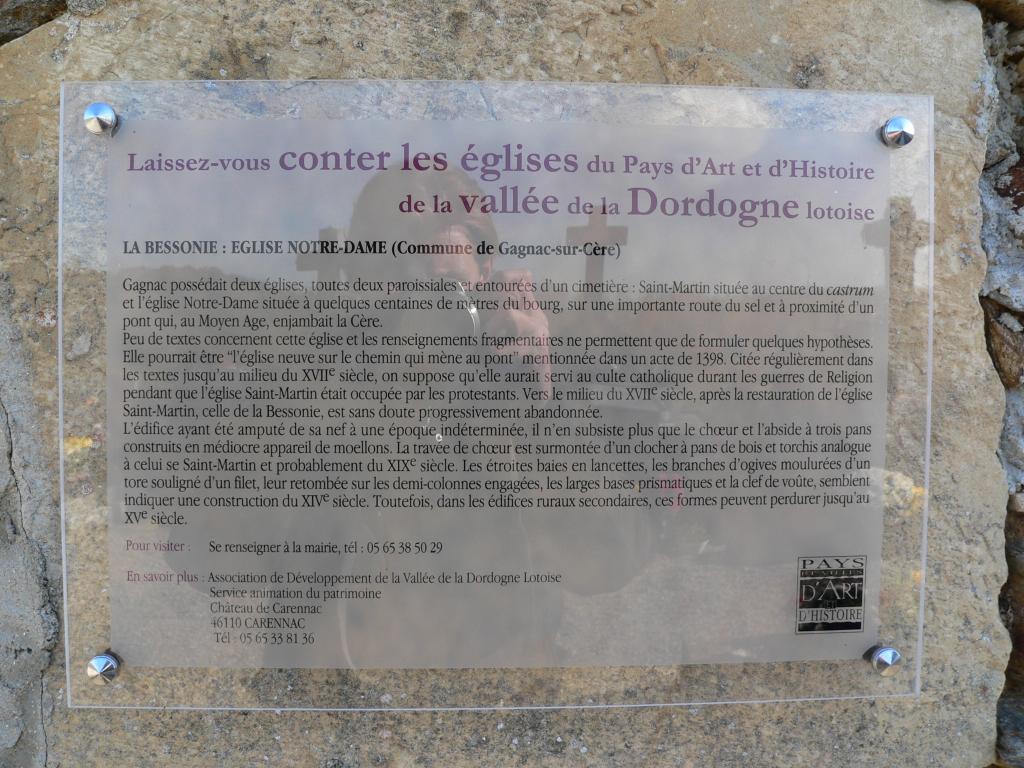 Laissez-vous conter les églises du Pays d'Art et d'Histoire
de la vallée de la Dordogne lotoise
LA BESSONIE : EGLISE NOTRE-DAME (Commune de Gagnac-sur-Cère)
Gagnac possédait deux églises, toutes deux paroissiales et entourées d'un cimetière : Saint-Martin située au centre du castrum
et l'église Notre-Dame située à quelques centaines de mètres du bourg, sur une importante route du sel et à proximité d'un
pont qui, au Moyen Age, enjambait la Cère.
Peu de textes concernent cette église et les renseignements fragmentaires ne permettent que de formuler quelques hypothèses.
Elle pourrait être “l'église neuve sur le chemin qui mène au pont” mentionnée dans un acte de 1398. Citée régulièrement dans
les textes jusqu'au milieu du XVIIe siècle, on suppose qu'elle aurait servi au culte catholique durant les guerres de Religion
pendant que l'église Saint-Martin était occupée par les protestants. Vers le milieu du XVIIe siècle, après la restauration de l'église
Saint-Martin, celle de la Bessonie, est sans doute progressivement abandonnée.
L'édifice ayant été amputé de sa nef à une époque indéterminée, il n'en subsiste plus que le chœur et l'abside à trois pans
construits en médiocre appareil de moellons. La travée de chœur est surmontée d'un clocher à pans de bois et torchis analogue
à celui se Saint-Martin et probablement du XIXe siècle. Les étroites baies en lancettes, les branches d'ogives moulurées d'un
tore souligné d'un filet, leur retombée sur les demi-colonnes engagées, les larges bases prismatiques et la clef de voûte, semblent
indiquer une construction du XIVe siècle. Toutefois, dans les édifices ruraux secondaires, ces formes peuvent perdurer jusqu'au
XVe siècle.
Pour visiter : Se renseigner à la mairie, tél : 05 65 38 50 29
En savoir plus : Association de Développement de la Vallée de la Dordogne Lotoise
Service animation du patrimoine
Château de Carennac
46110 CARENNAC
Tél : 05 65 33 81 36
PAYS
D'ART
ET
D'HISTOIRE